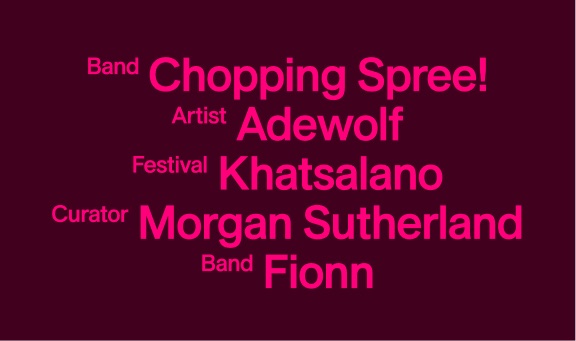 Band Chopping Spree!
Artist Adewolf
Festival Khatsalano
Curator Morgan Sutherland
Band Fionn